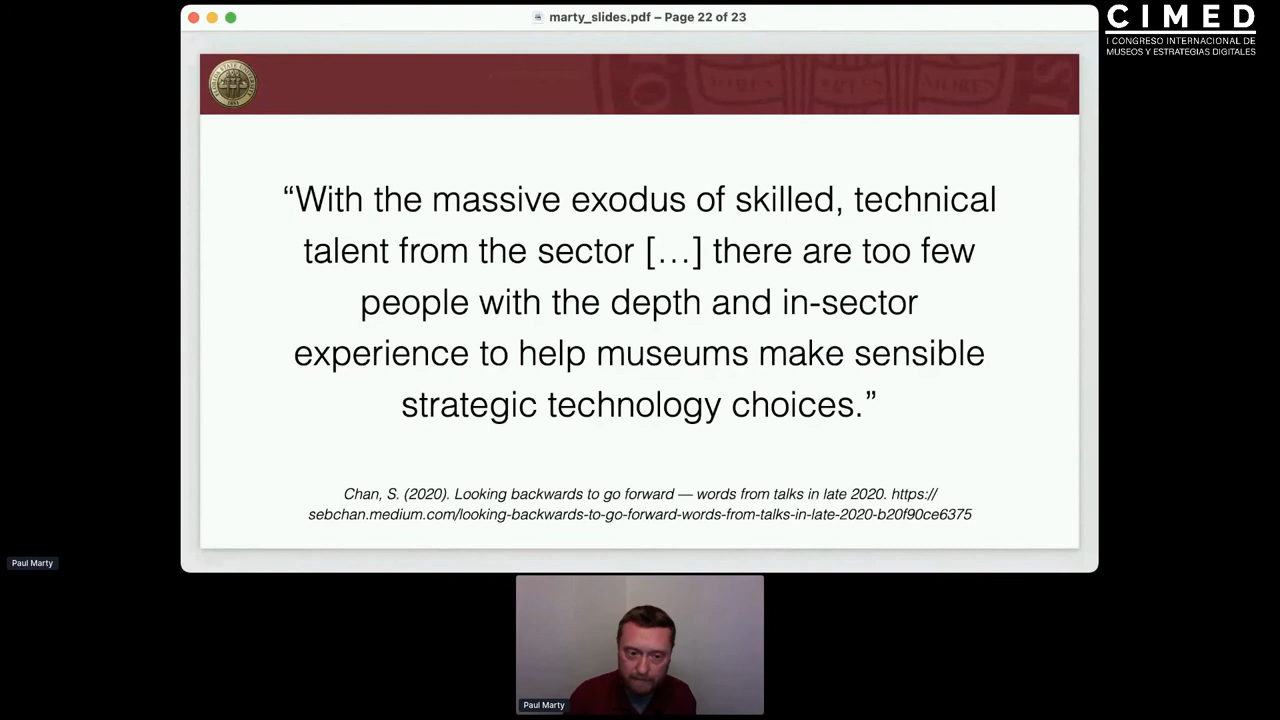 marty_slides.pdf – Page 22 of 23
CIMED
I CONGRESO INTERNACIONAL DE
MUSEOS Y ESTRATEGIAS DIGITALES
“With the massive exodus of skilled, technical
talent from the sector […] there are too few
people with the depth and in-sector
experience to help museums make sensible
strategic technology choices.”
Chan, S. (2020). Looking backwards to go forward — words from talks in late 2020. https://
sebchan.medium.com/looking-backwards-to-go-forward-words-from-talks-in-late-2020-b20f90ce6375
Paul Marty
Paul Marty